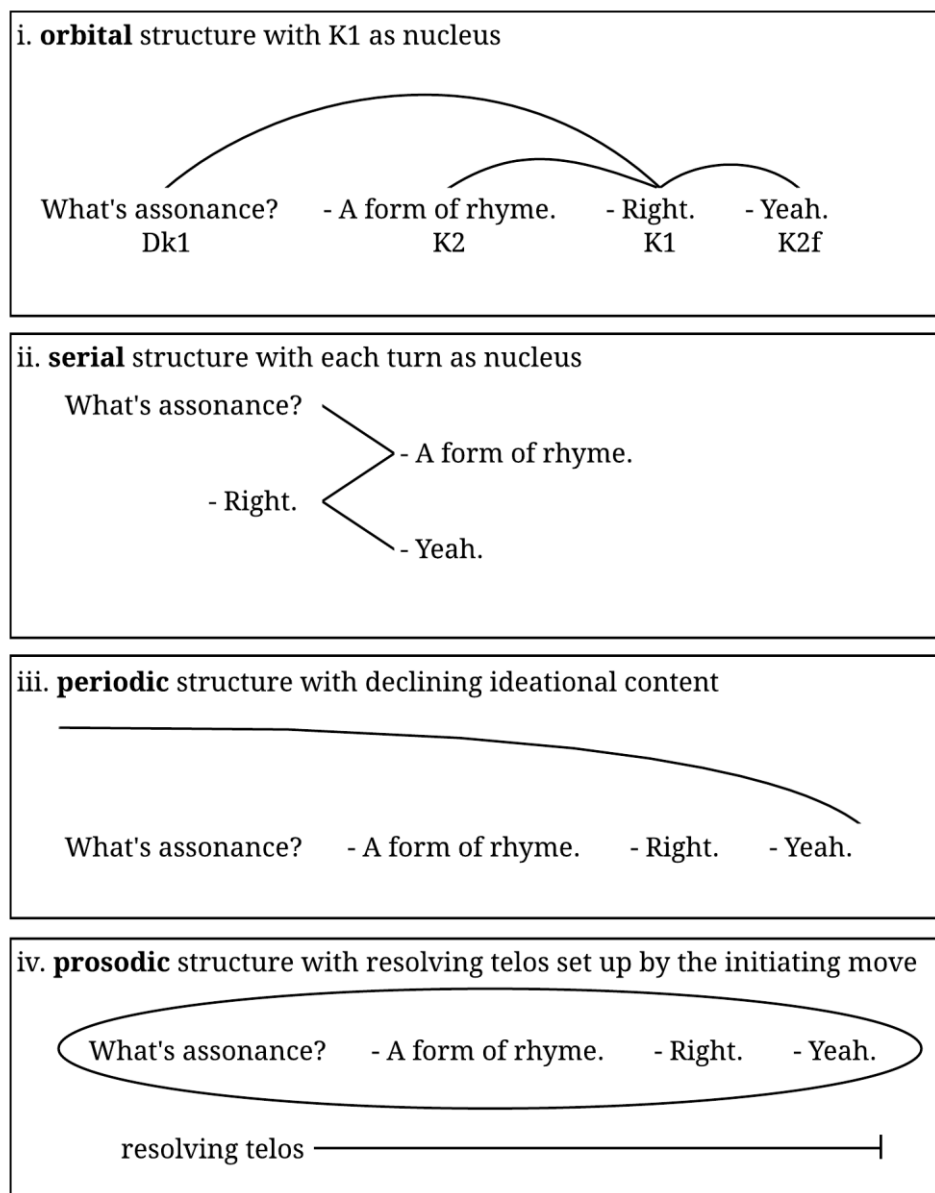 i. orbital structure with K1 as nucleus
What's assonance? - A form of rhyme. - Right. - Yeah.
Dk1 K2 K1 K2f
ii. serial structure with each turn as nucleus
What's assonance?
- A form of rhyme.
- Right.
- Yeah.
iii. periodic structure with declining ideational content
What's assonance? - A form of rhyme. - Right. - Yeah.
iv. prosodic structure with resolving telos set up by the initiating move
What's assonance? - A form of rhyme. - Right. - Yeah.
resolving telos